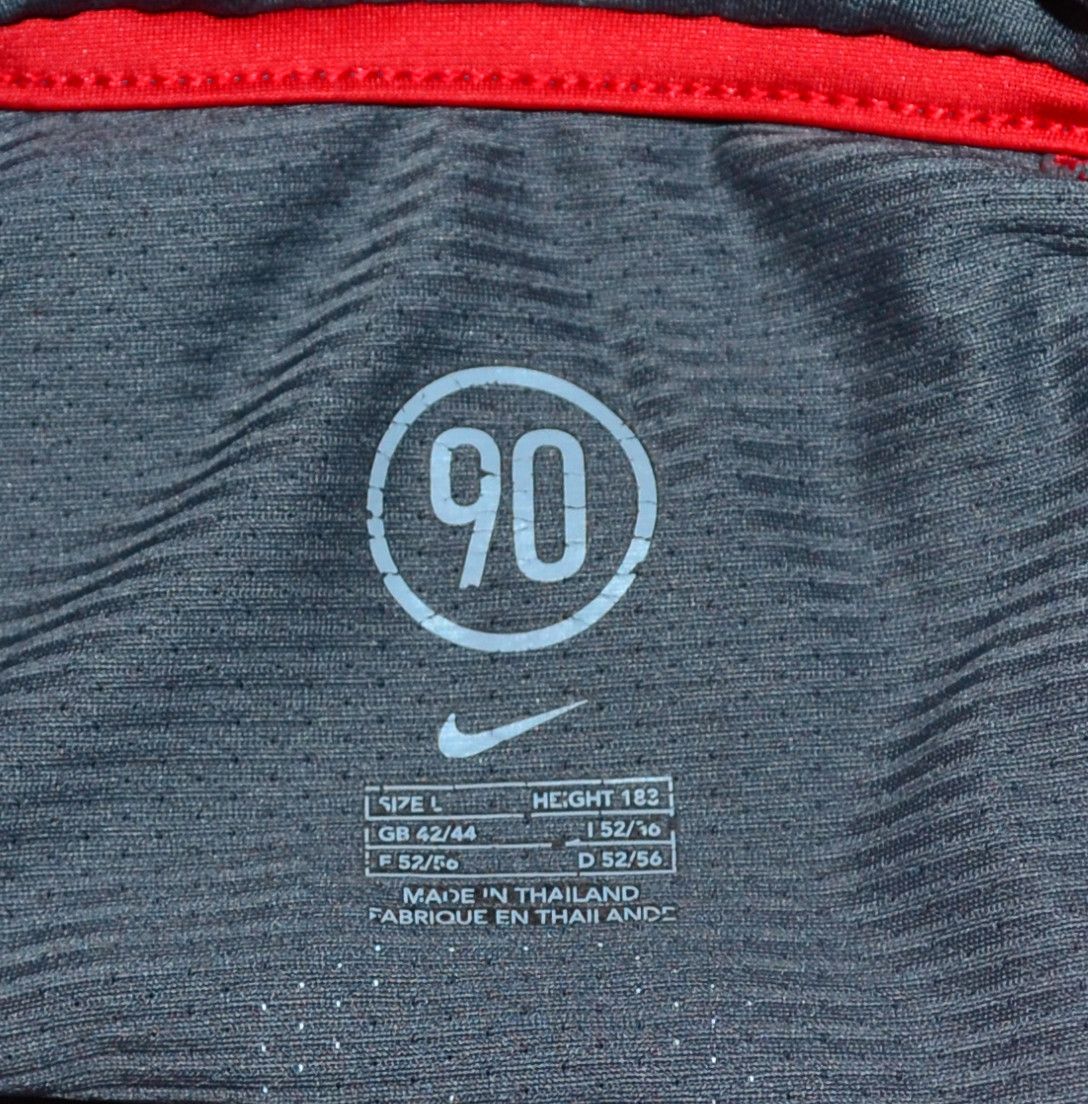 90
SIZE L HEIGHT 183
GB 42/44 I 52/56
F 52/56 D 52/56
MADE IN THAILAND
FABRIQUE EN THAILANDE